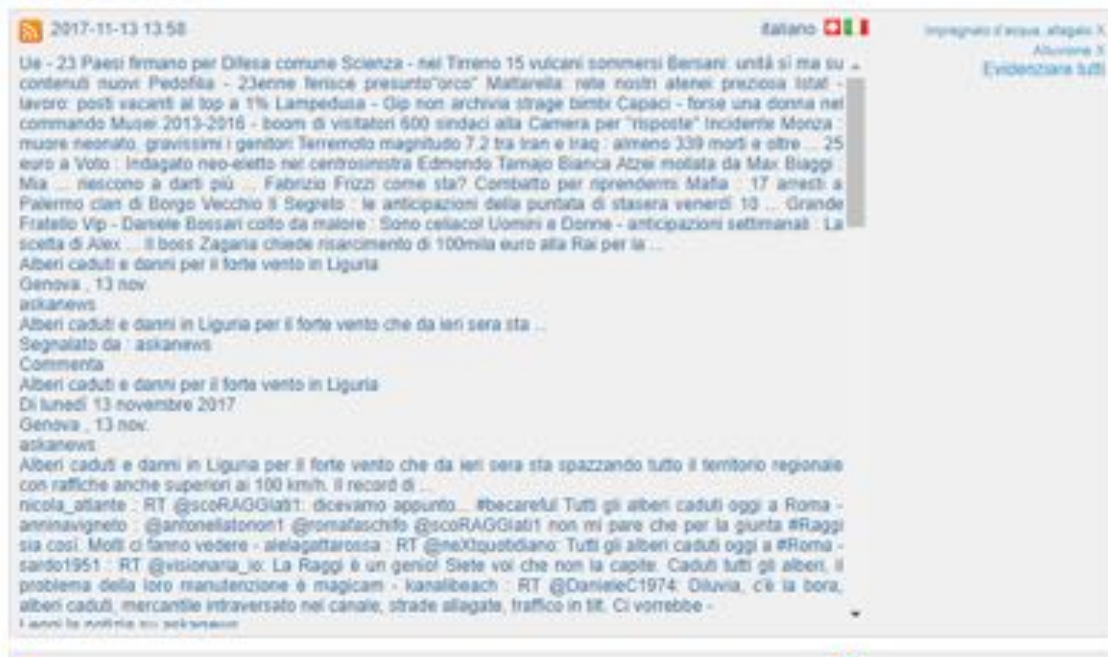 2017-11-13 13:58 italiano
Impregnato d'acqua, allagato X
Alluvione X
Evidenziare tutti
Ue - 23 Paesi firmano per Difesa comune Scienza - nel Tirreno 15 vulcani sommersi Bersani: unità sì ma su
contenuti nuovi Pedofilia - 23enne ferisce presunto"orco" Mattarella: rete nostri atenei preziosa Istat -
lavoro: posti vacanti al top a 1% Lampedusa - Gip non archivia strage bimbi Capaci - forse una donna nel
commando Musei 2013-2016 - boom di visitatori 600 sindaci alla Camera per "risposte" Incidente Monza :
muore neonato, gravissimi i genitori Terremoto magnitudo 7.2 tra Iran e Iraq : almeno 339 morti e oltre ... 25
euro a Voto : Indagato neo-eletto nel centrosinistra Edmondo Tamajo Bianca Atzei mollata da Max Biaggi :
Mia ... riescono a darti più ... Fabrizio Frizzi come sta? Combatto per riprendermi Mafia : 17 arresti a
Palermo clan di Borgo Vecchio Il Segreto : le anticipazioni della puntata di stasera venerdì 10 ... Grande
Fratello Vip - Daniele Bossari colto da malore : Sono celiaco! Uomini e Donne - anticipazioni settimanali : La
scelta di Alex ... Il boss Zagaria chiede risarcimento di 100mila euro alla Rai per la ...
Alberi caduti e danni per il forte vento in Liguria
Genova , 13 nov.
askanews
Alberi caduti e danni in Liguria per il forte vento che da ieri sera sta ...
Segnalato da : askanews
Commenta
Alberi caduti e danni per il forte vento in Liguria
Di lunedì 13 novembre 2017
Genova , 13 nov.
askanews
Alberi caduti e danni in Liguria per il forte vento che da ieri sera sta spazzando tutto il territorio regionale
con raffiche anche superiori ai 100 km/h. Il record di ...
nicola_atlante : RT @scoRAGGIati1: dicevamo appunto... #becareful Tutti gli alberi caduti oggi a Roma -
anninavigneto : @antonellatonon1 @romafaschifo @scoRAGGIati1 non mi pare che per la giunta #Raggi
sia così. Molti ci fanno vedere - alelagattarossa : RT @neXtquotidiano: Tutti gli alberi caduti oggi a #Roma -
sardo1951 : RT @visionaria_io: La Raggi è un genio! Siete voi che non la capite. Caduti tutti gli alberi, il
problema della loro manutenzione è magicam - kanalibeach : RT @DanieleC1974: Diluvia, c'è la bora,
alberi caduti, mercantile intraversato nel canale, strade allagate, traffico in tilt. Ci vorrebbe -
Leggi la notizia su askanews